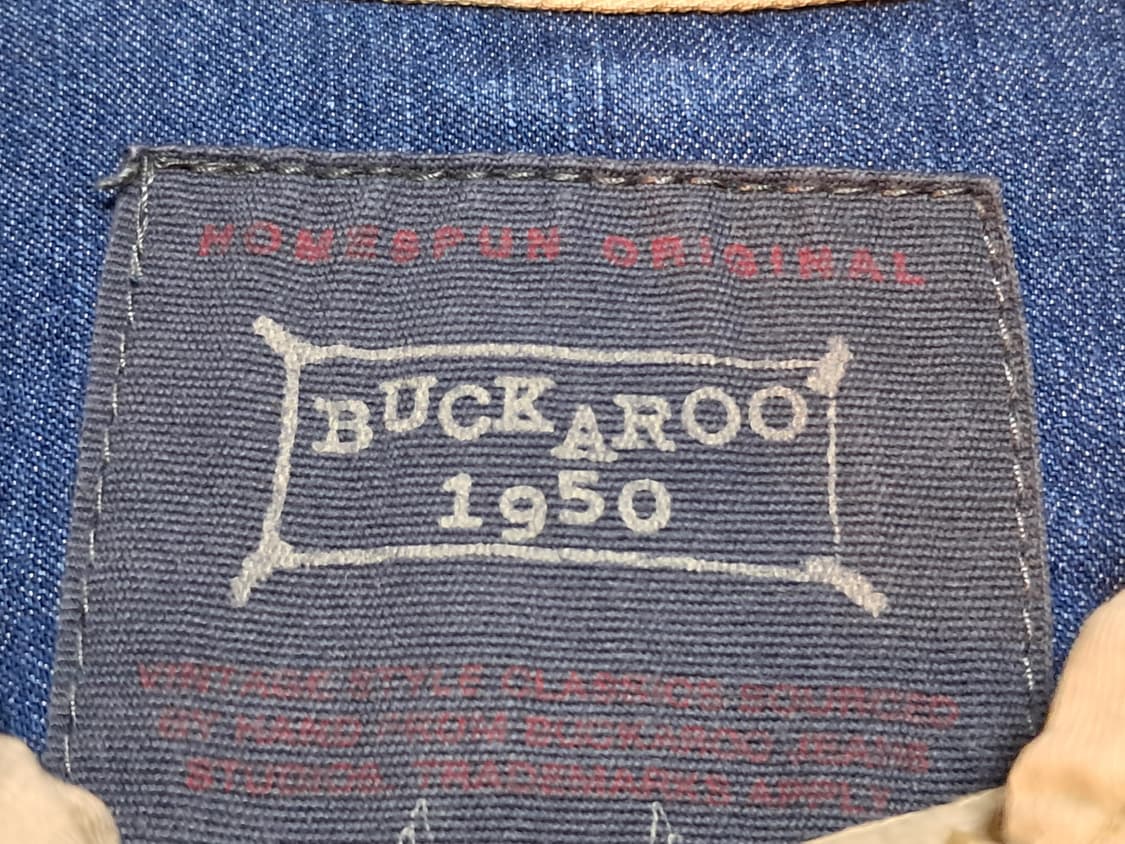 HOMESPUN ORIGINAL
BUCKAROO
1950
VINTAGE STYLE CLASSICS SOURCED
BY HAND FROM BUCKAROO JEANS
STUDIOS. TRADEMARKS APPLY